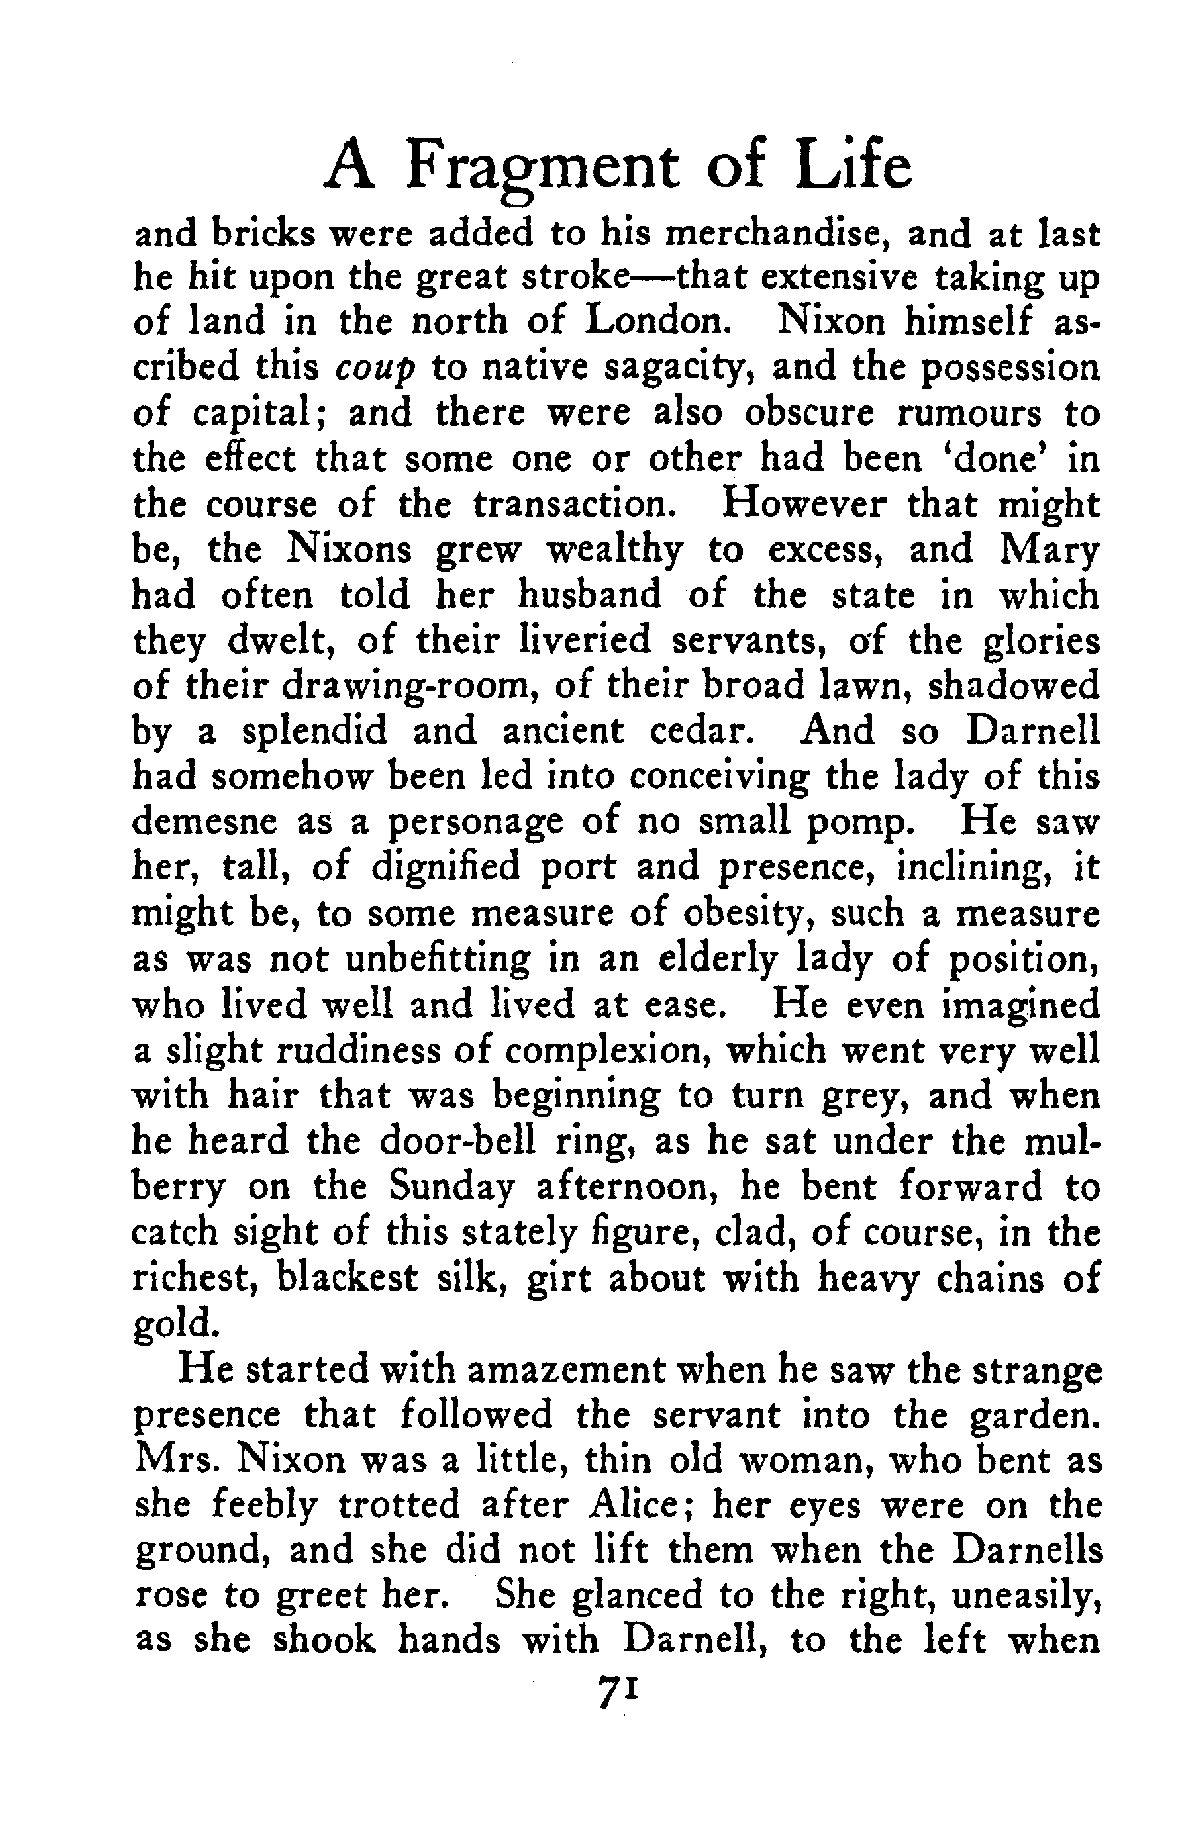 A Fragment of Life
and bricks were added to his merchandise, and at last
he hit upon the great stroke—that extensive taking up
of land in the north of London. Nixon himself as-
cribed this coup to native sagacity, and the possession
of capital; and there were also obscure rumours to
the effect that some one or other had been ‘done’ in
the course of the transaction. However that might
be, the Nixons grew wealthy to excess, and Mary
had often told her husband of the state in which
they dwelt, of their liveried servants, of the glories
of their drawing-room, of their broad lawn, shadowed
by a splendid and ancient cedar. And so Darnell
had somehow been led into conceiving the lady of this
demesne as a personage of no small pomp. He saw
her, tall, of dignified port and presence, inclining, it
might be, to some measure of obesity, such a measure
as was not unbefitting in an elderly lady of position,
who lived well and lived at ease. He even imagined
a slight ruddiness of complexion, which went very well
with hair that was beginning to turn grey, and when
he heard the door-bell ring, as he sat under the mul-
berry on the Sunday afternoon, he bent forward to
catch sight of this stately figure, clad, of course, in the
richest, blackest silk, girt about with heavy chains of
gold.
He started with amazement when he saw the strange
presence that followed the servant into the garden.
Mrs. Nixon was a little, thin old woman, who bent as
she feebly trotted after Alice; her eyes were on the
ground, and she did not lift them when the Darnells
rose to greet her. She glanced to the right, uneasily,
as she shook hands with Darnell, to the left when
71